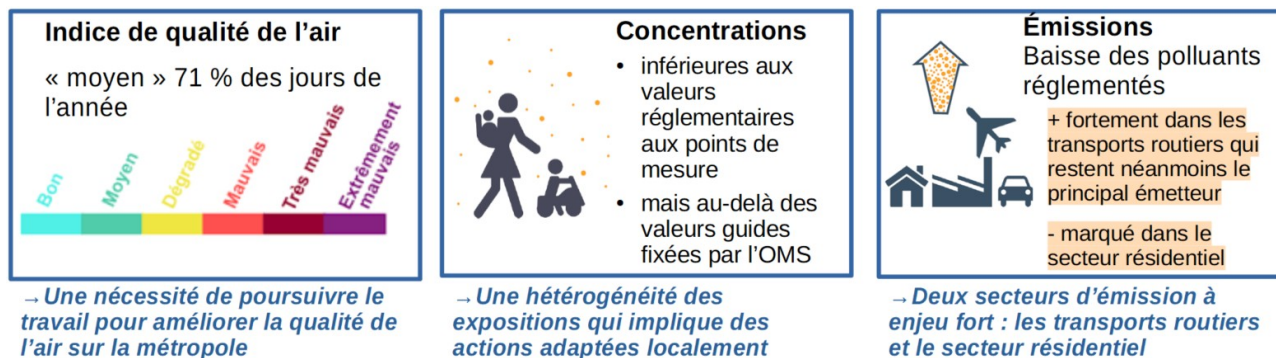 Indice de qualité de l’air
« moyen » 71 % des jours de
l’année
Bon
Moyen
Dégradé
Mauvais
Très mauvais
Extrêmement
mauvais
→Une nécessité de poursuivre le
travail pour améliorer la qualité de
l’air sur la métropole
Concentrations
• inférieures aux
valeurs
réglementaires
aux points de
mesure
• mais au-delà des
valeurs guides
fixées par l’OMS
→Une hétérogénéité des
expositions qui implique des
actions adaptées localement
Émissions
Baisse des polluants
réglementés
+ fortement dans les
transports routiers qui
restent néanmoins le
principal émetteur
- marqué dans le
secteur résidentiel
→Deux secteurs d’émission à
enjeu fort : les transports routiers
et le secteur résidentiel